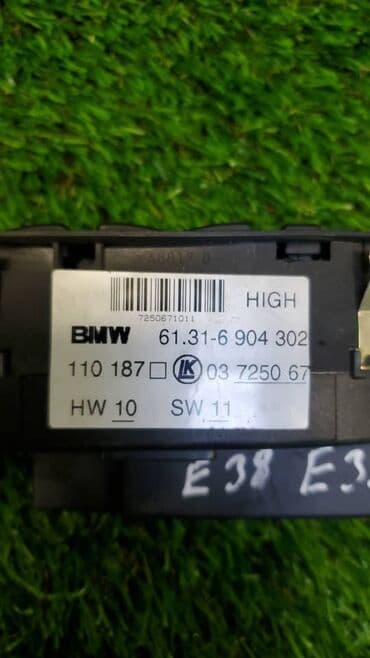 HIGH
7250671011
BMW 61.31-6 904 302
110 187 LK 03 7250 67
HW 10 SW 11
E38 E3